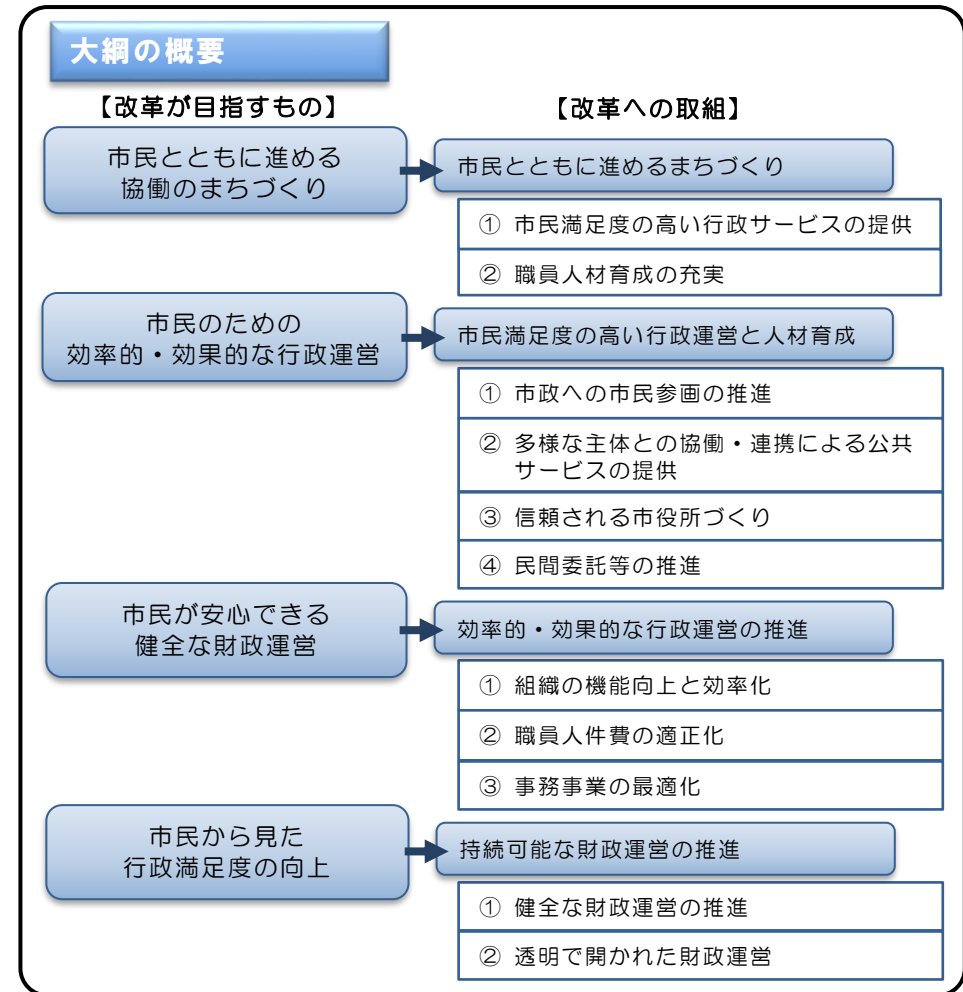 大綱の概要
【改革が目指すもの】
【改革への取組】
市民とともに進める
協働のまちづくり
市民とともに進めるまちづくり
① 市民満足度の高い行政サービスの提供
② 職員人材育成の充実
市民のための
効率的・効果的な行政運営
市民満足度の高い行政運営と人材育成
① 市政への市民参画の推進
② 多様な主体との協働・連携による公共
サービスの提供
③ 信頼される市役所づくり
④ 民間委託等の推進
市民が安心できる
健全な財政運営
効率的・効果的な行政運営の推進
① 組織の機能向上と効率化
② 職員人件費の適正化
③ 事務事業の最適化
市民から見た
行政満足度の向上
持続可能な財政運営の推進
① 健全な財政運営の推進
② 透明で開かれた財政運営